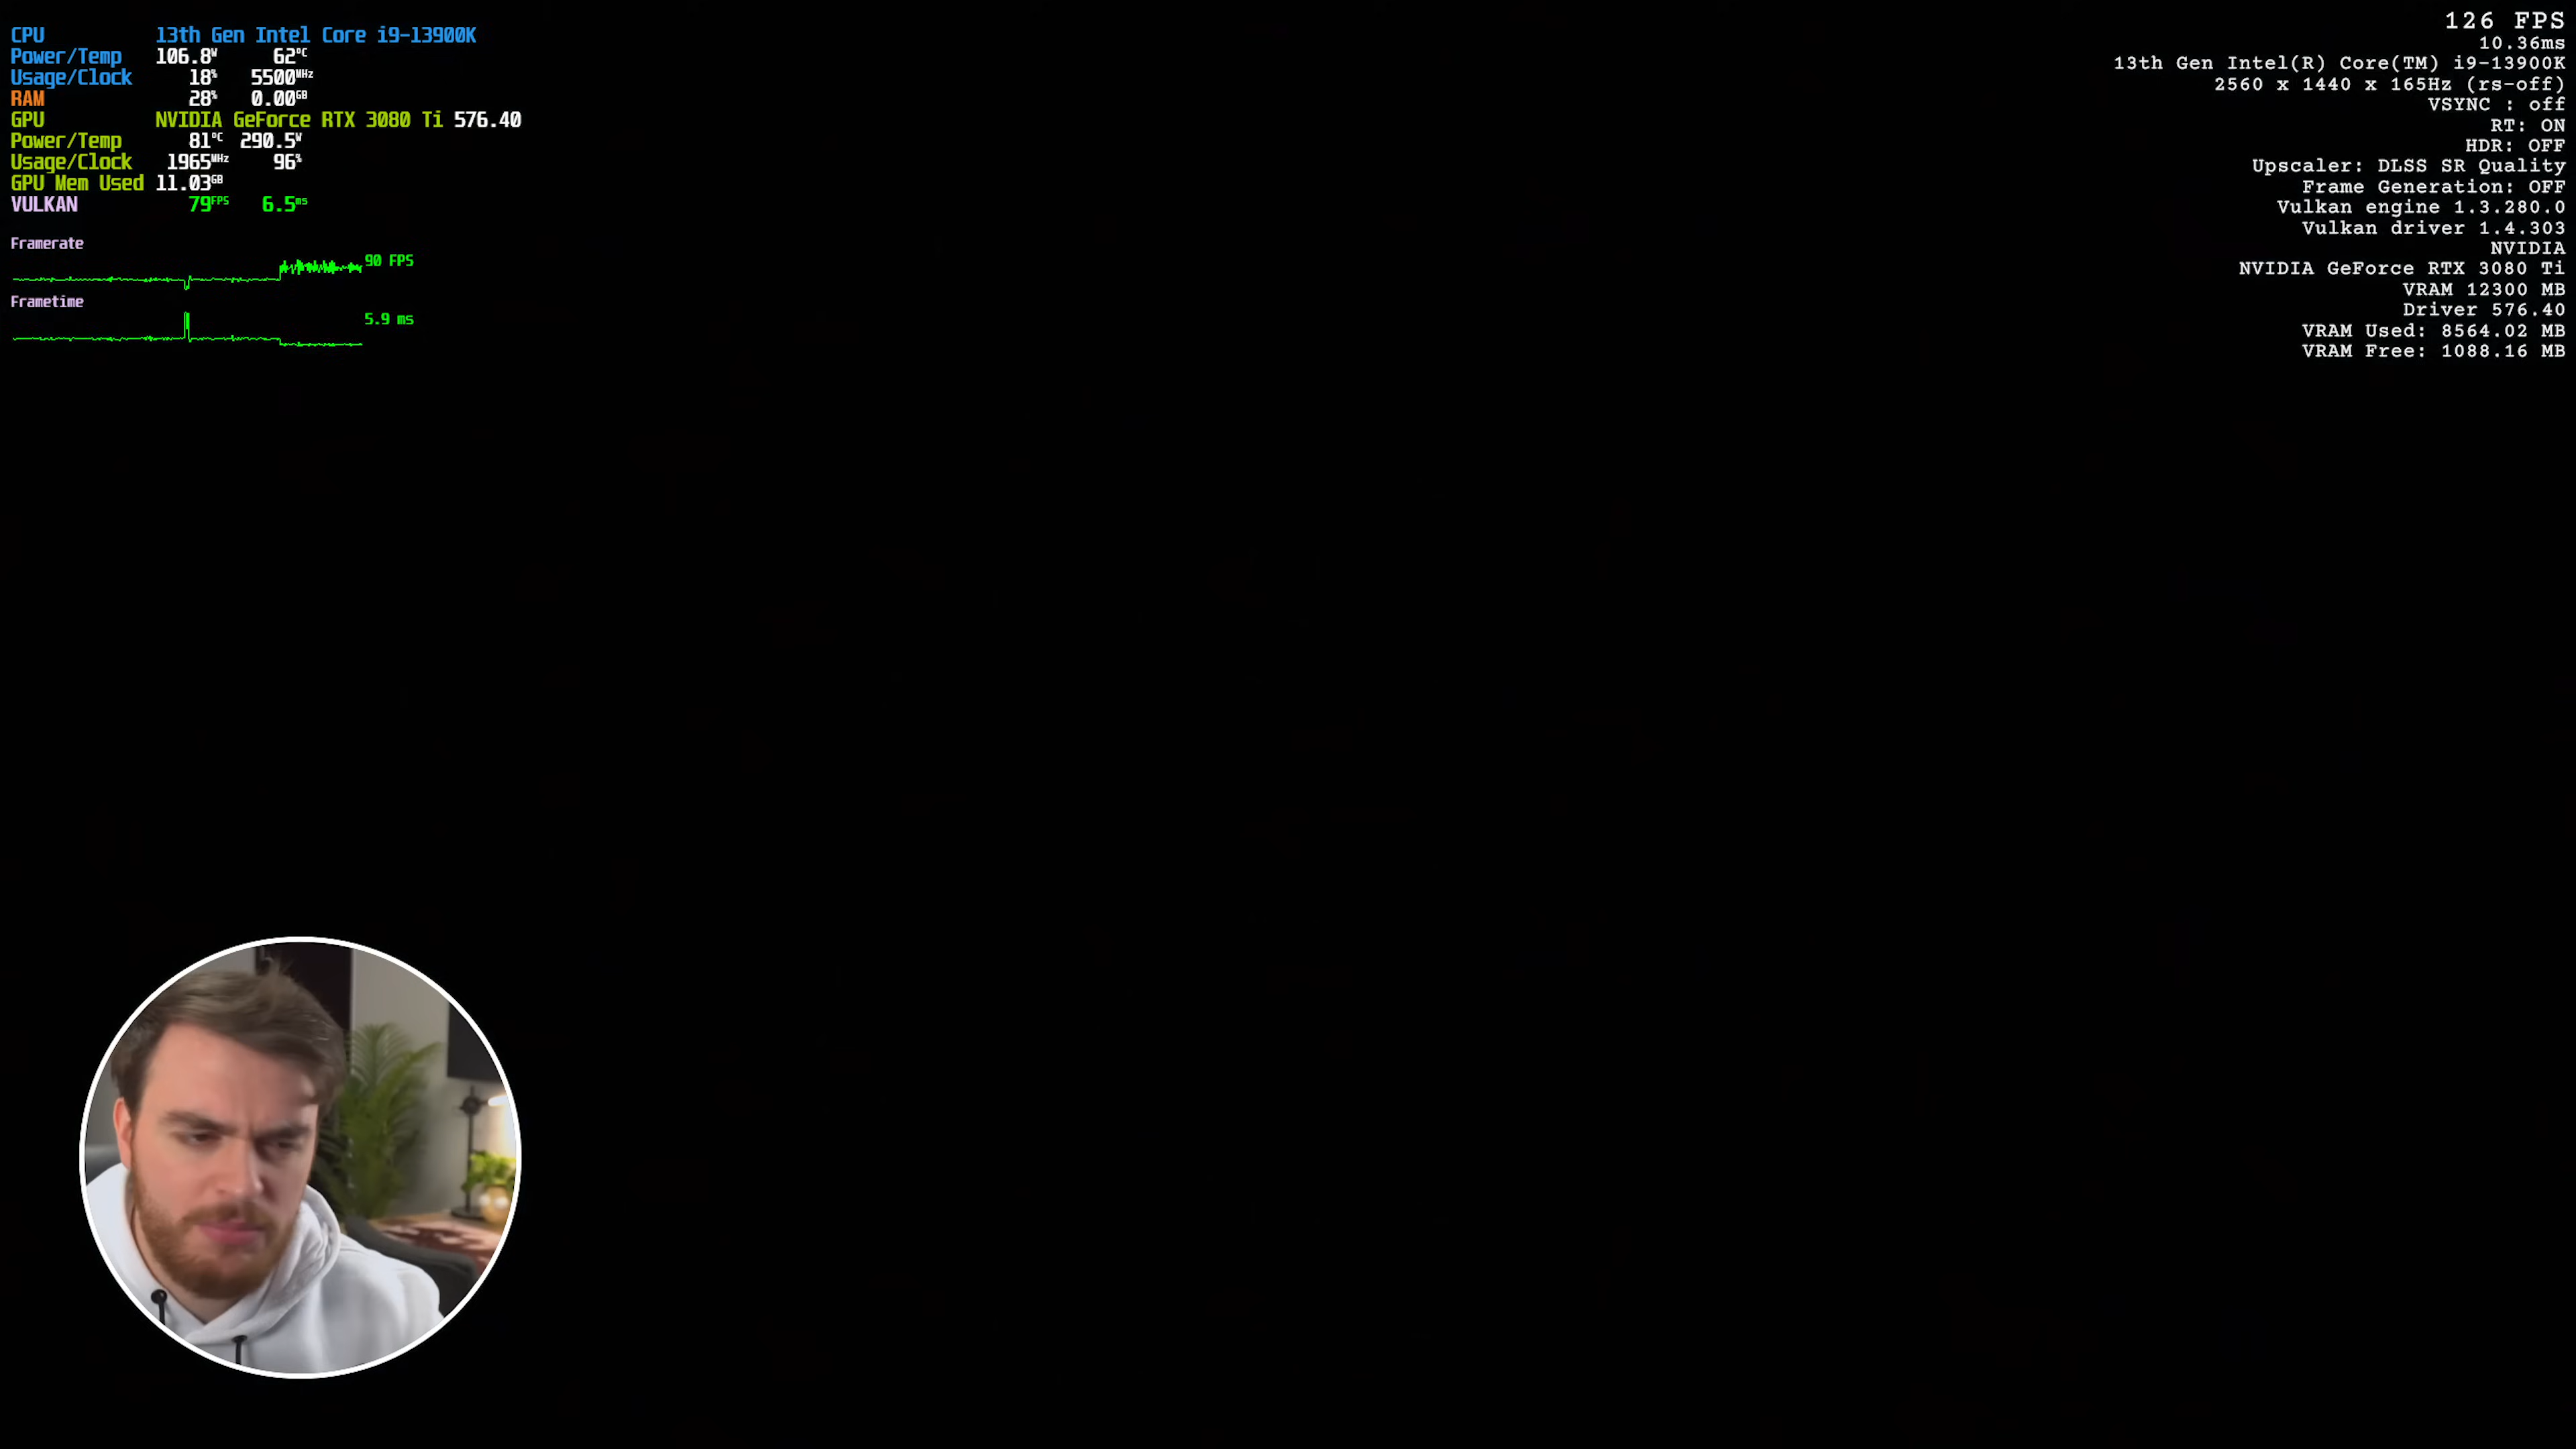 CPU 13th Gen Intel Core i9-13900K
Power/Temp 106.8W 62°C
Usage/Clock 18% 5500MHz
RAM 28% 0.00GB
GPU NVIDIA GeForce RTX 3080 Ti 576.40
Power/Temp 81°C 290.5W
Usage/Clock 1965MHz 96%
GPU Mem Used 11.03GB
VULKAN 79FPS 6.5ms
Framerate
90 FPS
Frametime
5.9 ms
126 FPS
10.36ms
13th Gen Intel(R) Core(TM) i9-13900K
2560 x 1440 x 165Hz (rs-off)
VSYNC : off
RT: ON
HDR: OFF
Upscaler: DLSS SR Quality
Frame Generation: OFF
Vulkan engine 1.3.280.0
Vulkan driver 1.4.303
NVIDIA
NVIDIA GeForce RTX 3080 Ti
VRAM 12300 MB
Driver 576.40
VRAM Used: 8564.02 MB
VRAM Free: 1088.16 MB